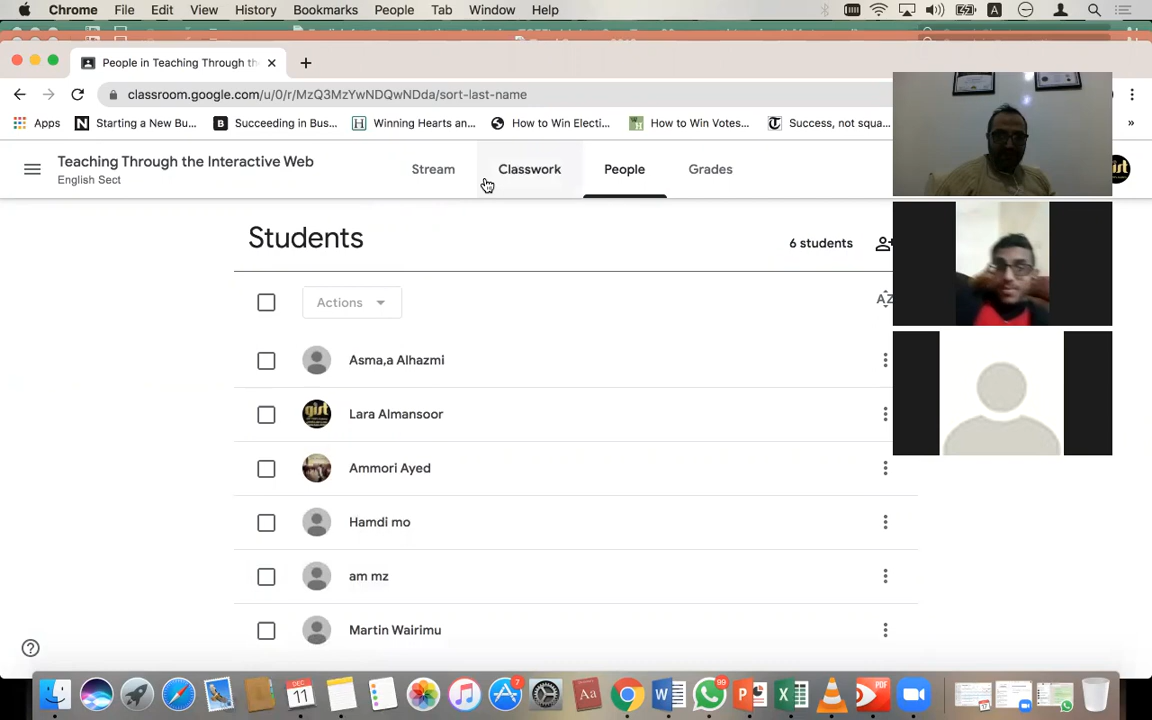 Chrome File Edit View History Bookmarks People Tab Window Help
People in Teaching Through th
classroom.google.com/u/0/r/MzQ3MzYwNDQwNDda/sort-last-name
Apps Starting a New Bu... Succeeding in Bus... Winning Hearts an... How to Win Electi... How to Win Votes... Success, not squa... »
Teaching Through the Interactive Web
English Sect
Stream Classwork People Grades
Students
6 students
Actions
AZ
Asma,a Alhazmi
Lara Almansoor
Ammori Ayed
Hamdi mo
am mz
Martin Wairimu